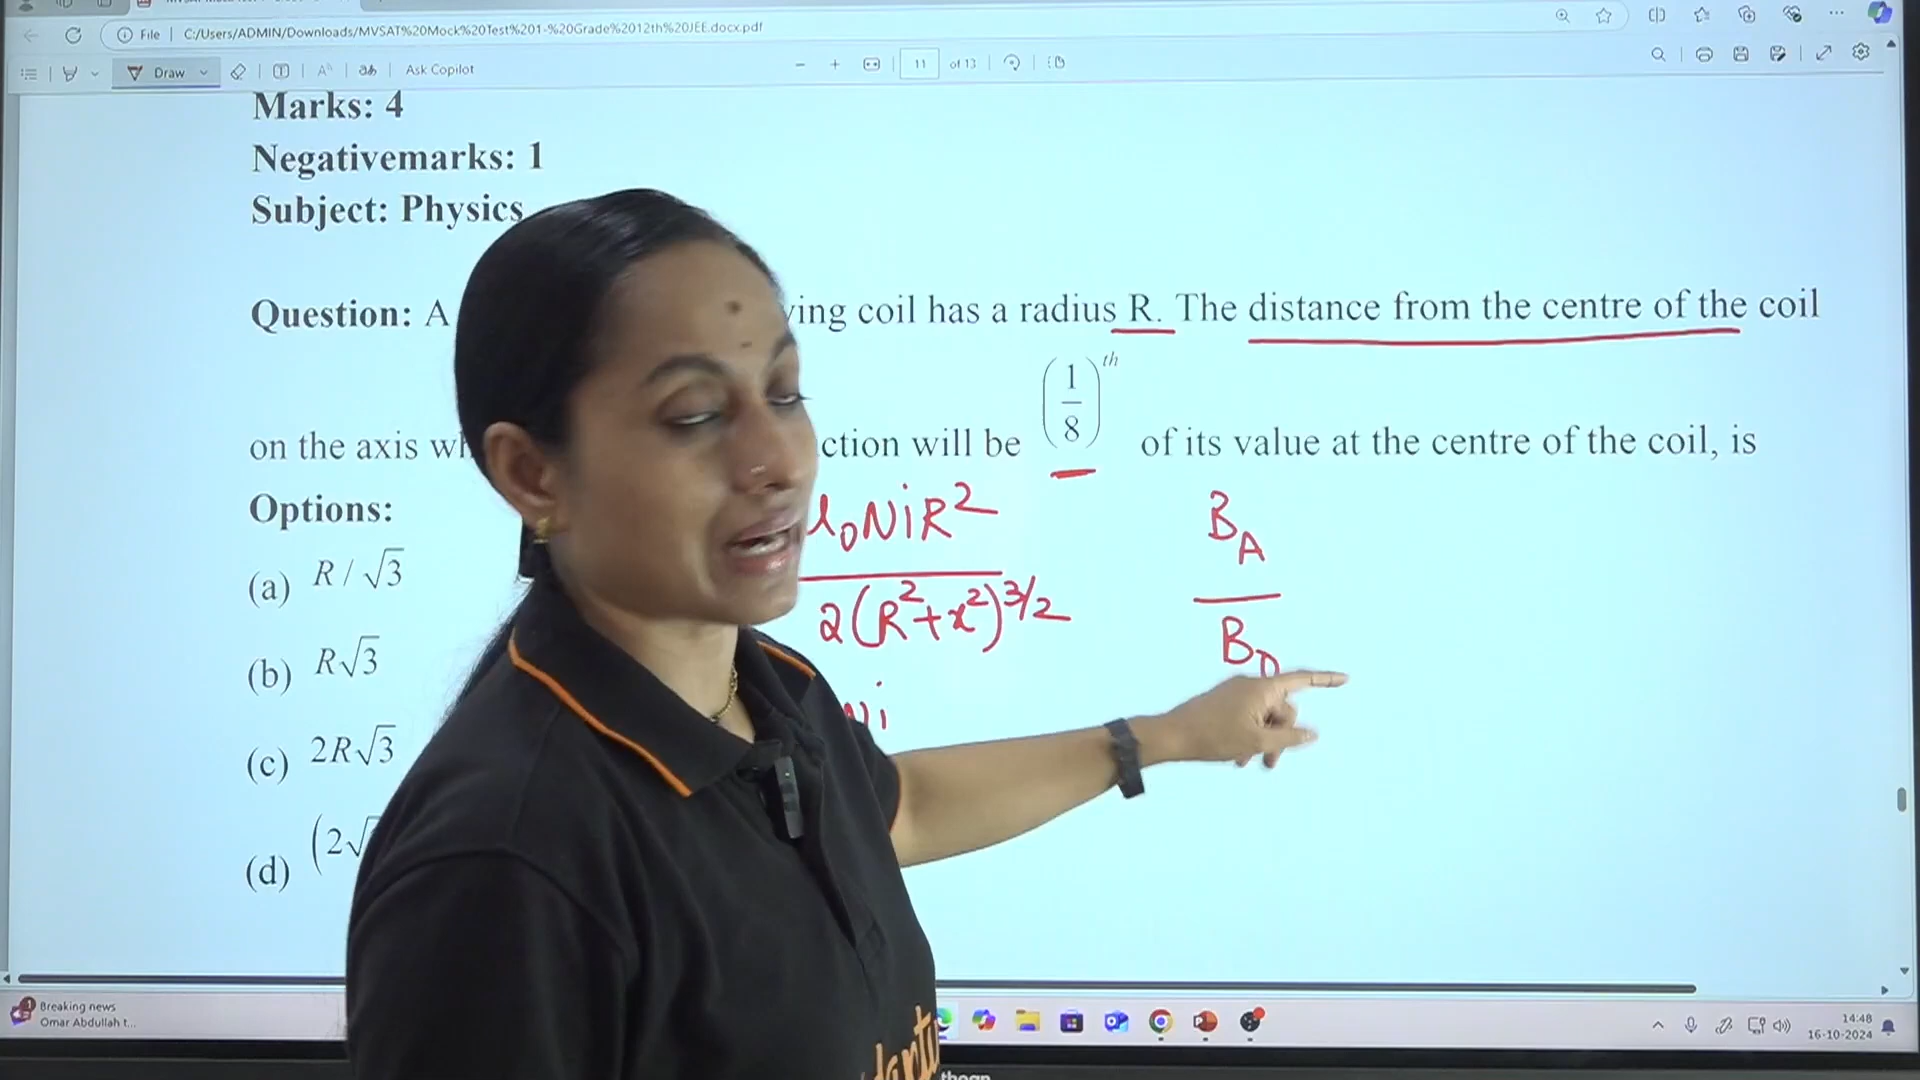 File | C:/Users/ADMIN/Downloads/MVSAT%20Mock%20Test%201-%20Grade%2012th%20JEE.docx.pdf
Draw
Ask Copilot
11 of 13
Marks: 4
Negativemarks: 1
Subject: Physics
Question: A ying coil has a radius R. The distance from the centre of the coil
on the axis wh ction will be (1/8)^th of its value at the centre of the coil, is
Options:
(a) R / √3
(b) R√3
(c) 2R√3
(d) (2√
μ₀NiR²
2(R²+x²)^3/2
Ni
B_A
B_O
Breaking news
Omar Abdullah t...
14:48
16-10-2024